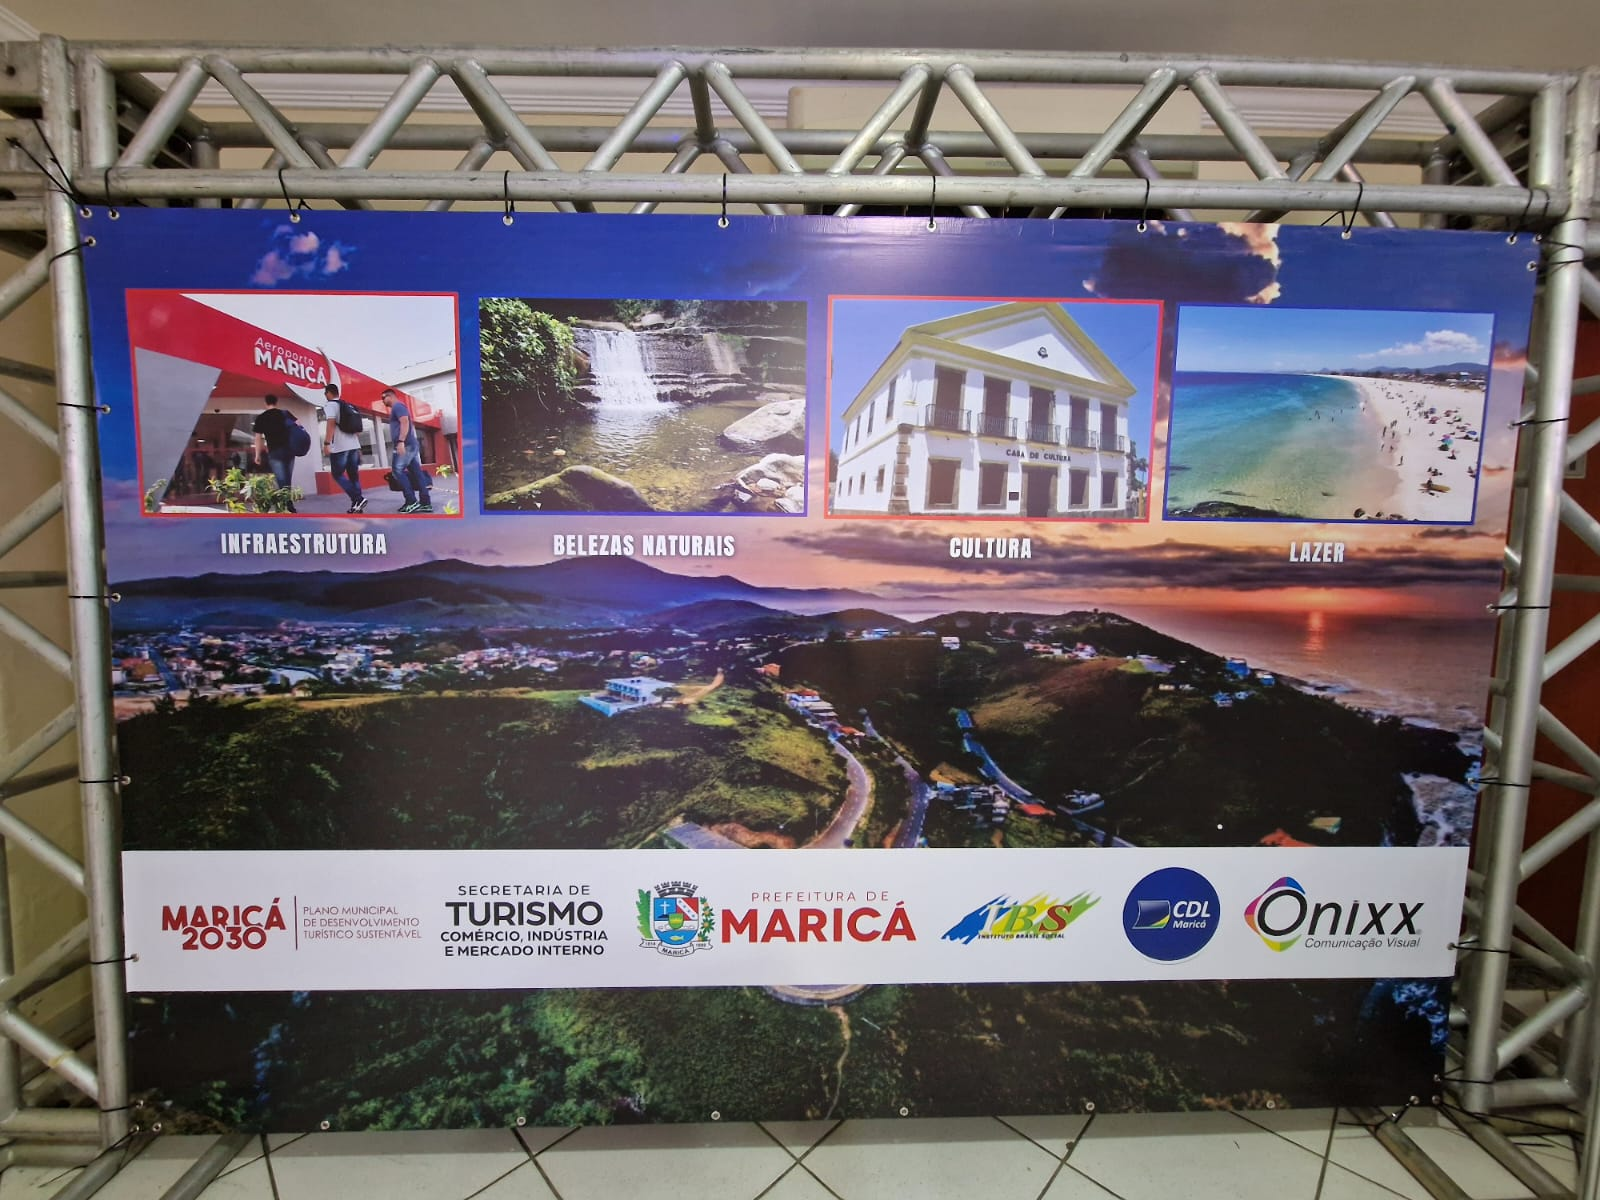 Aeroporto
MARICÁ
CASA DE CULTURA
INFRAESTRUTURA
BELEZAS NATURAIS
CULTURA
LAZER
MARICÁ
2030
PLANO MUNICIPAL
DE DESENVOLVIMENTO
TURÍSTICO SUSTENTÁVEL
SECRETARIA DE
TURISMO
COMÉRCIO, INDÚSTRIA
E MERCADO INTERNO
1814 1889
MARICÁ
PREFEITURA DE
MARICÁ
IBS
INSTITUTO BRASIL SOCIAL
CDL
Maricá
Onixx
Comunicação Visual